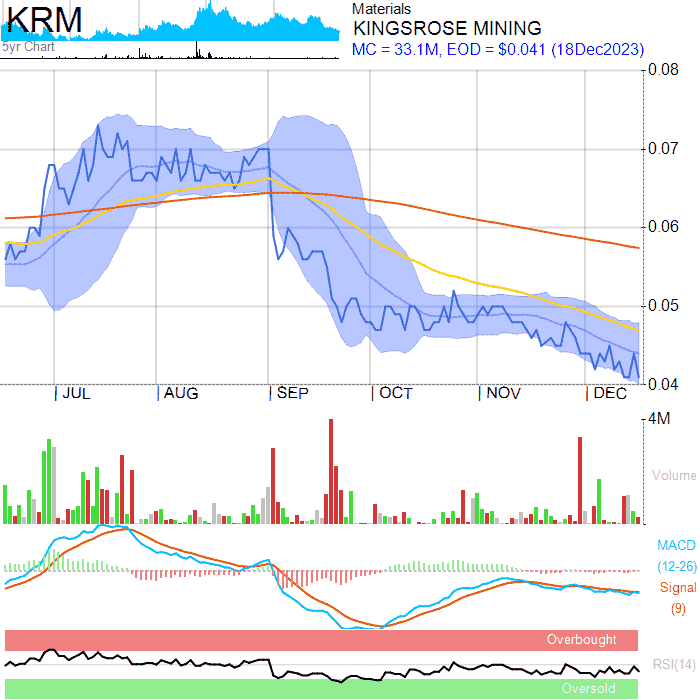 KRM
5yr Chart
Materials
KINGSROSE MINING
MC = 33.1M, EOD = $0.041 (18Dec2023)
0.08
0.07
0.06
0.05
0.04
JUL AUG SEP OCT NOV DEC
4M
Volume
MACD
(12-26)
Signal
(9)
Overbought
RSI(14)
Oversold